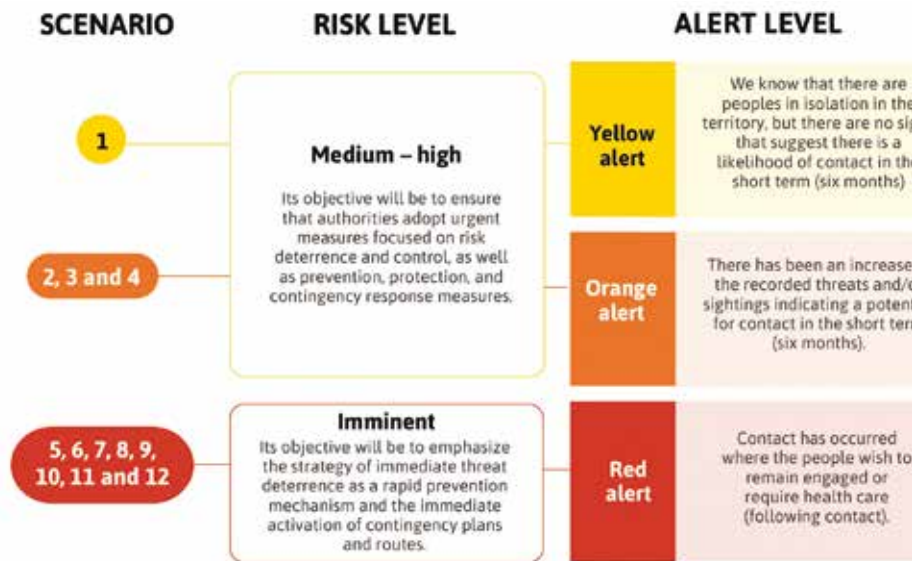 SCENARIO
RISK LEVEL
ALERT LEVEL
1
Medium – high
Its objective will be to ensure
that authorities adopt urgent
measures focused on risk
deterrence and control, as well
as prevention, protection, and
contingency response measures.
Yellow
alert
We know that there are
peoples in isolation in the
territory, but there are no
that suggest there is a
likelihood of contact in
short term (six months)
2, 3 and 4
Orange
alert
There has been an increase
the recorded threats
sightings indicating a
for contact in the short
(six months).
5, 6, 7, 8, 9,
10, 11 and 12
Imminent
Its objective will be to emphasize
the strategy of immediate threat
deterrence as a rapid prevention
mechanism and the immediate
activation of contingency plans
and routes.
Red
alert
Contact has occurred
where the people wish to
remain engaged or
require health care
(following contact).